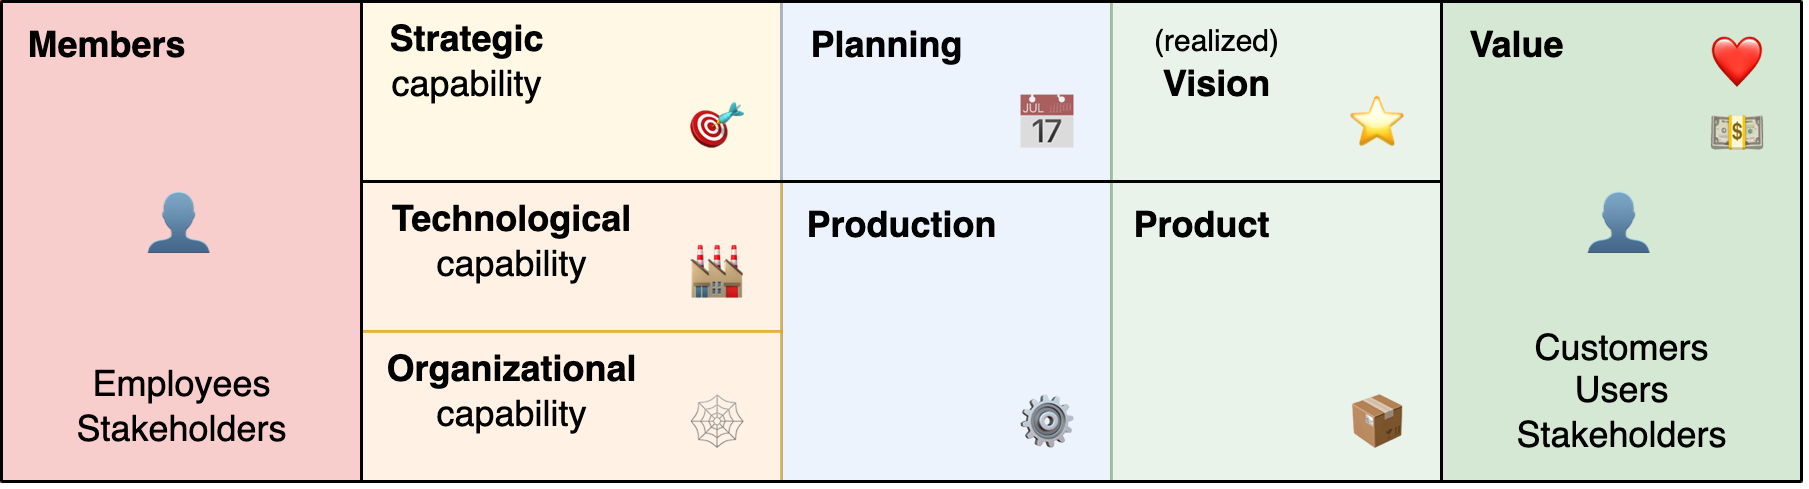 Members
Employees
Stakeholders
Strategic
capability
Technological
capability
Organizational
capability
Planning
JUL
17
Production
(realized)
Vision
Product
Value
$
Customers
Users
Stakeholders